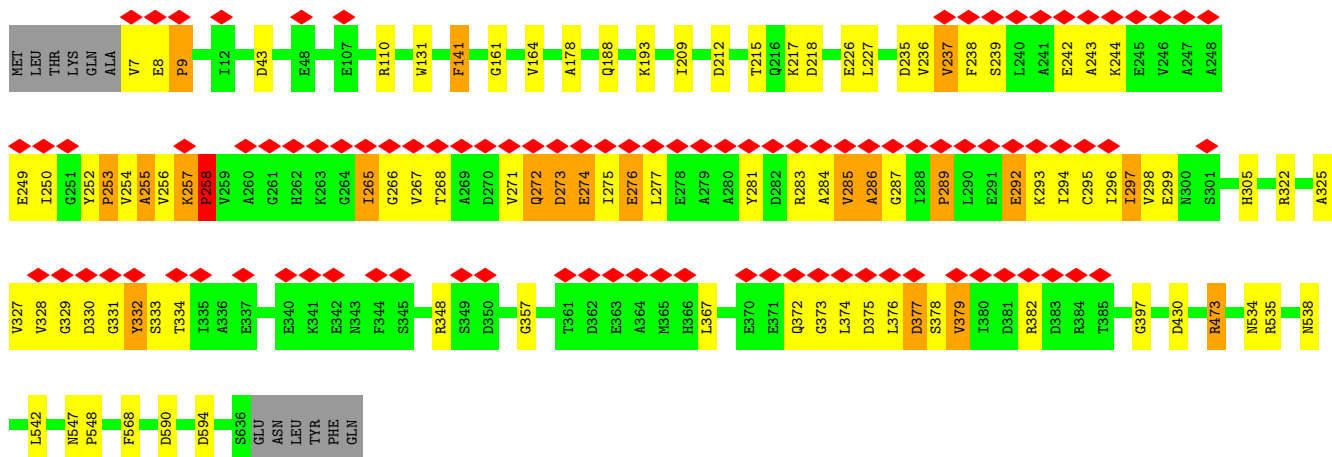 MET LEU THR LYS GLN ALA V7 E8 P9 I12 D43 E48 E107 R110 W131 F141 G161 V164 A178 Q188 K193 I209 D212 T215 Q216 K217 D218 E226 L227 D235 V236 V237 F238 S239 L240 A241 E242 A243 K244 E245 V246 A247 A248
E249 I250 G251 Y252 P253 V254 A255 V256 K257 P258 V259 A260 G261 H262 K263 G264 I265 G266 V267 T268 A269 D270 V271 Q272 D273 E274 I275 E276 L277 E278 A279 A280 Y281 D282 R283 A284 V285 A286 G287 I288 P289 L290 E291 E292 K293 I294 C295 I296 I297 V298 E299 N300 S301 H305 R322 A325
V327 V328 G329 D330 G331 Y332 S333 T334 I335 A336 E337 E340 K341 E342 N343 F344 S345 R348 S349 D350 G357 T361 D362 E363 A364 M365 H366 L367 E370 E371 Q372 G373 L374 D375 L376 D377 S378 V379 I380 D381 R382 D383 R384 T385 G397 D430 R473 N534 R535 N538
L542 N547 P548 F568 D590 D594 S636 GLU ASN LEU TYR PHE GLN